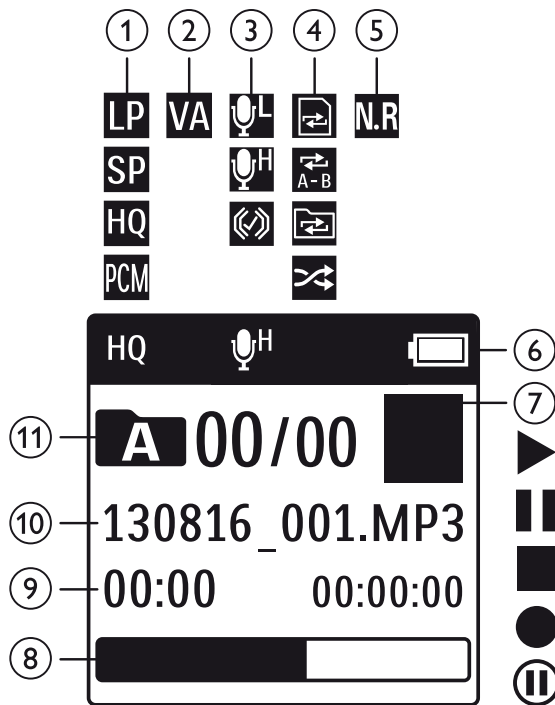 1 2 3 4 5
LP VA L N.R
SP H A-B
HQ
PCM
HQ H 6
7
11 A 00/00
10 130816_001.MP3
9 00:00 00:00:00
8